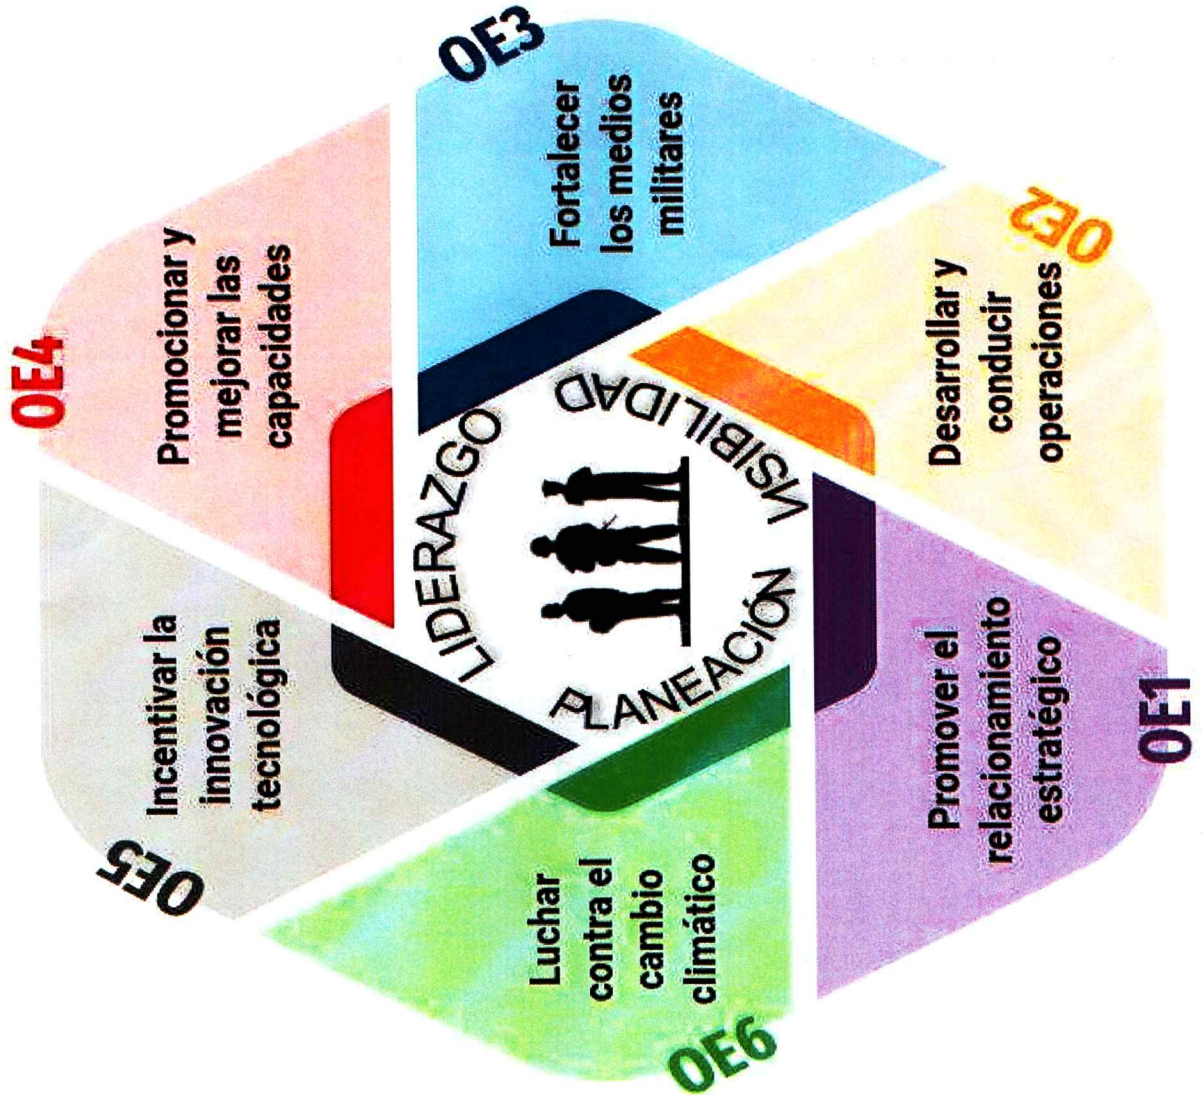 OE1
Promover el
relacionamiento
estratégico
OE2
Desarrollar y
conducir
operaciones
OE3
Fortalecer
los medios
militares
OE4
Promocionar y
mejorar las
capacidades
OE5
Incentivar la
innovación
tecnológica
OE6
Luchar
contra el
cambio
climático
LIDERAZGO
VISIBILIDAD
PLANEACIÓN